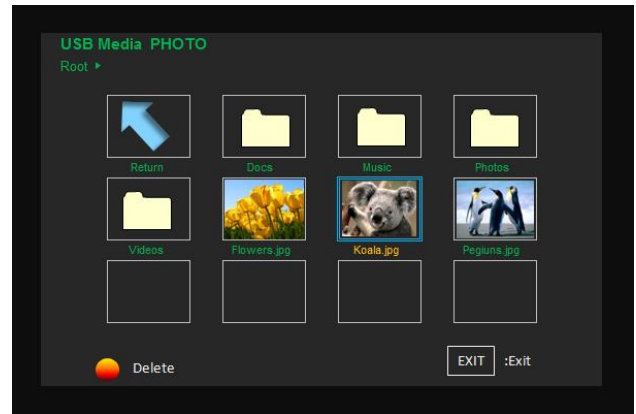 USB Media PHOTO
Root ▸
Return Docs Music Photos
Videos Flowers.jpg Koala.jpg Pegiuns.jpg
Delete EXIT :Exit